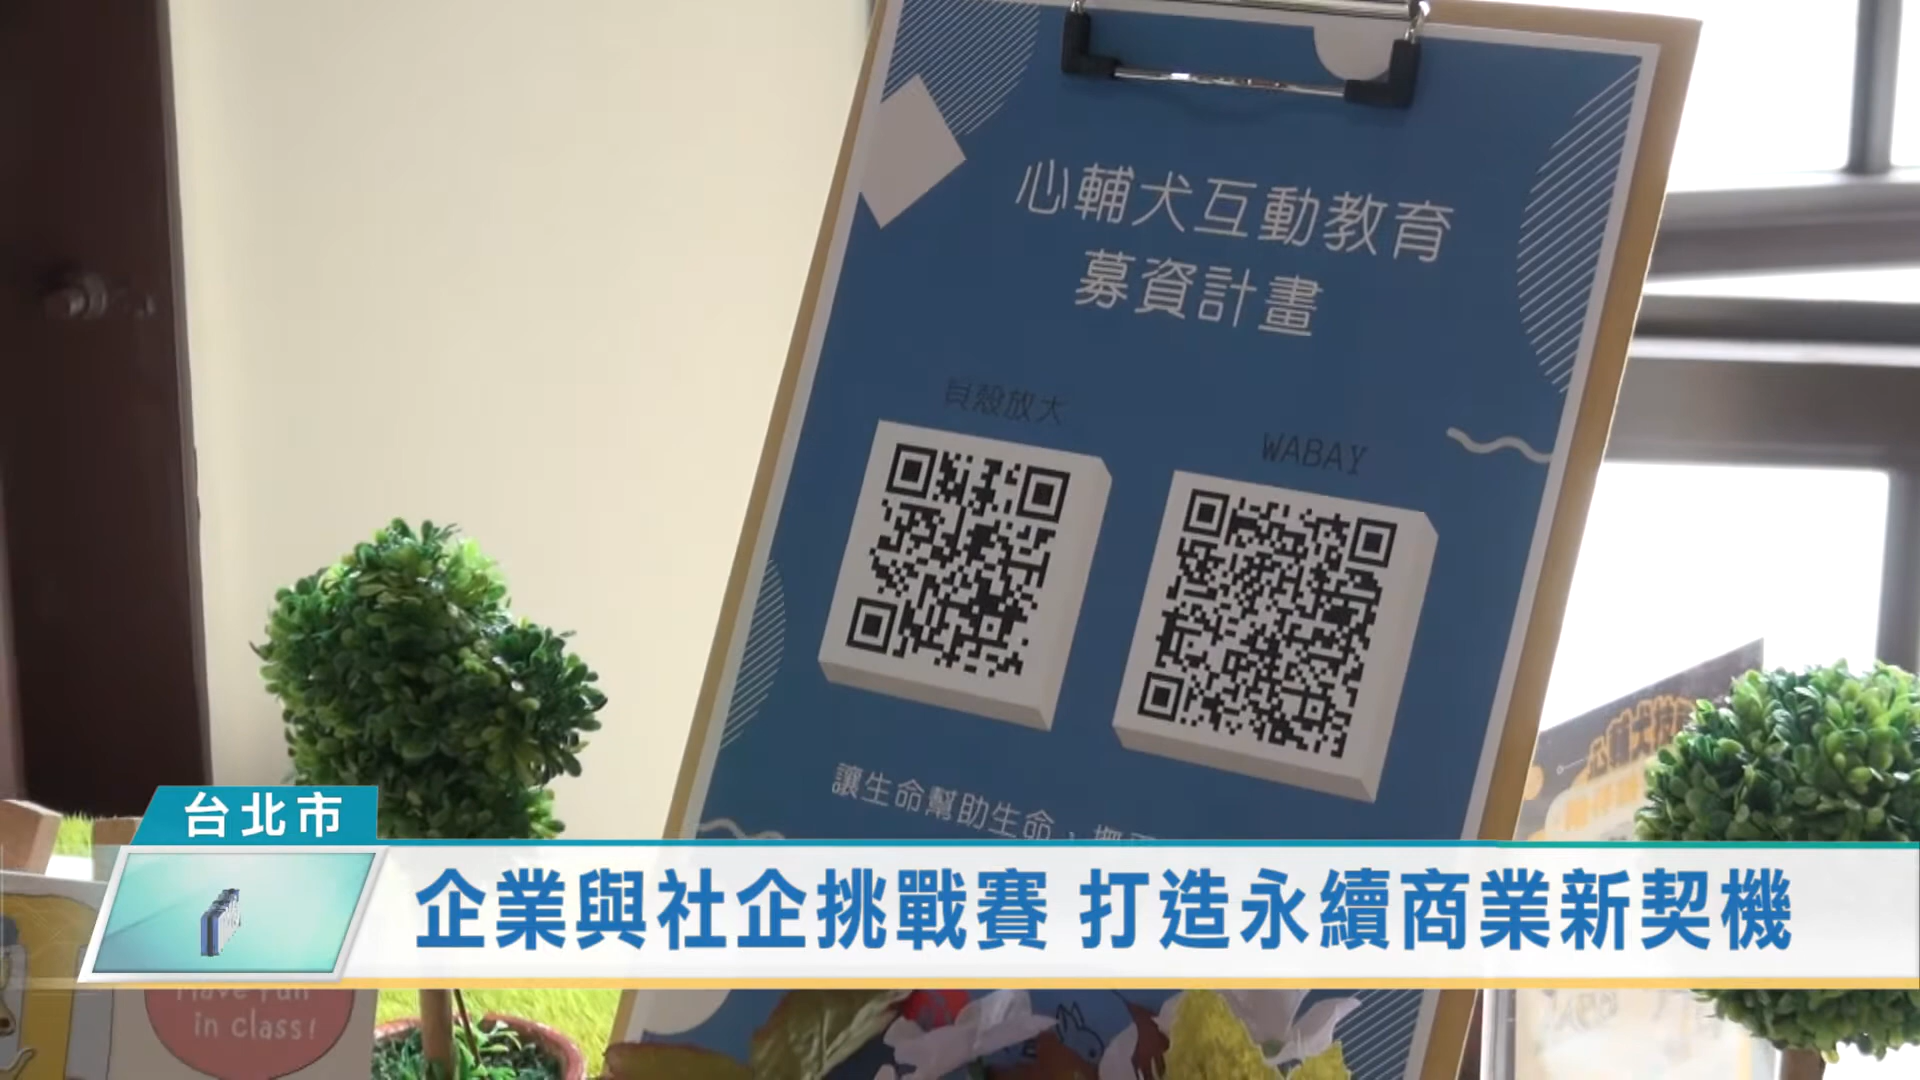 心輔犬互動教育
募資計畫
貝殼放大
WABAY
讓生命幫助生命，
台北市
企業與社企挑戰賽 打造永續商業新契機
Have fun
in class!